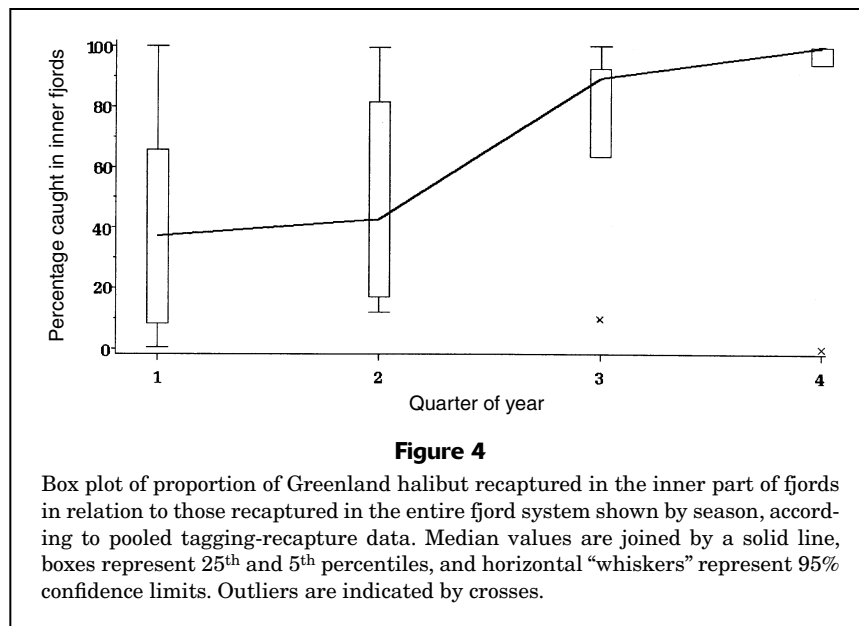 100
80
60
40
20
0
Percentage caught in inner fjords
1 2 3 4
Quarter of year
Figure 4
Box plot of proportion of Greenland halibut recaptured in the inner part of fjords
in relation to those recaptured in the entire fjord system shown by season, accord-
ing to pooled tagging-recapture data. Median values are joined by a solid line,
boxes represent 25th and 5th percentiles, and horizontal “whiskers” represent 95%
confidence limits. Outliers are indicated by crosses.